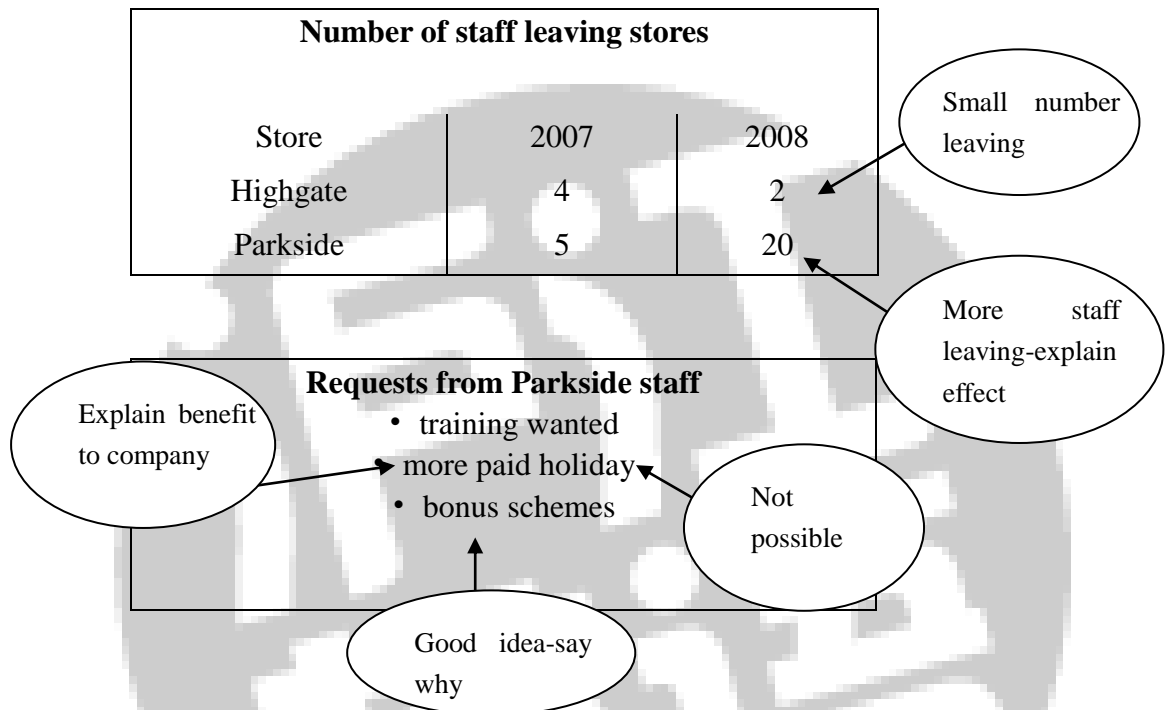 Number of staff leaving stores
Small number
leaving
Store 2007 2008
Highgate 4 2
Parkside 5 20
More staff
leaving-explain
effect
Requests from Parkside staff
Explain benefit
to company
• training wanted
• more paid holiday
• bonus schemes
Not
possible
Good idea-say
why